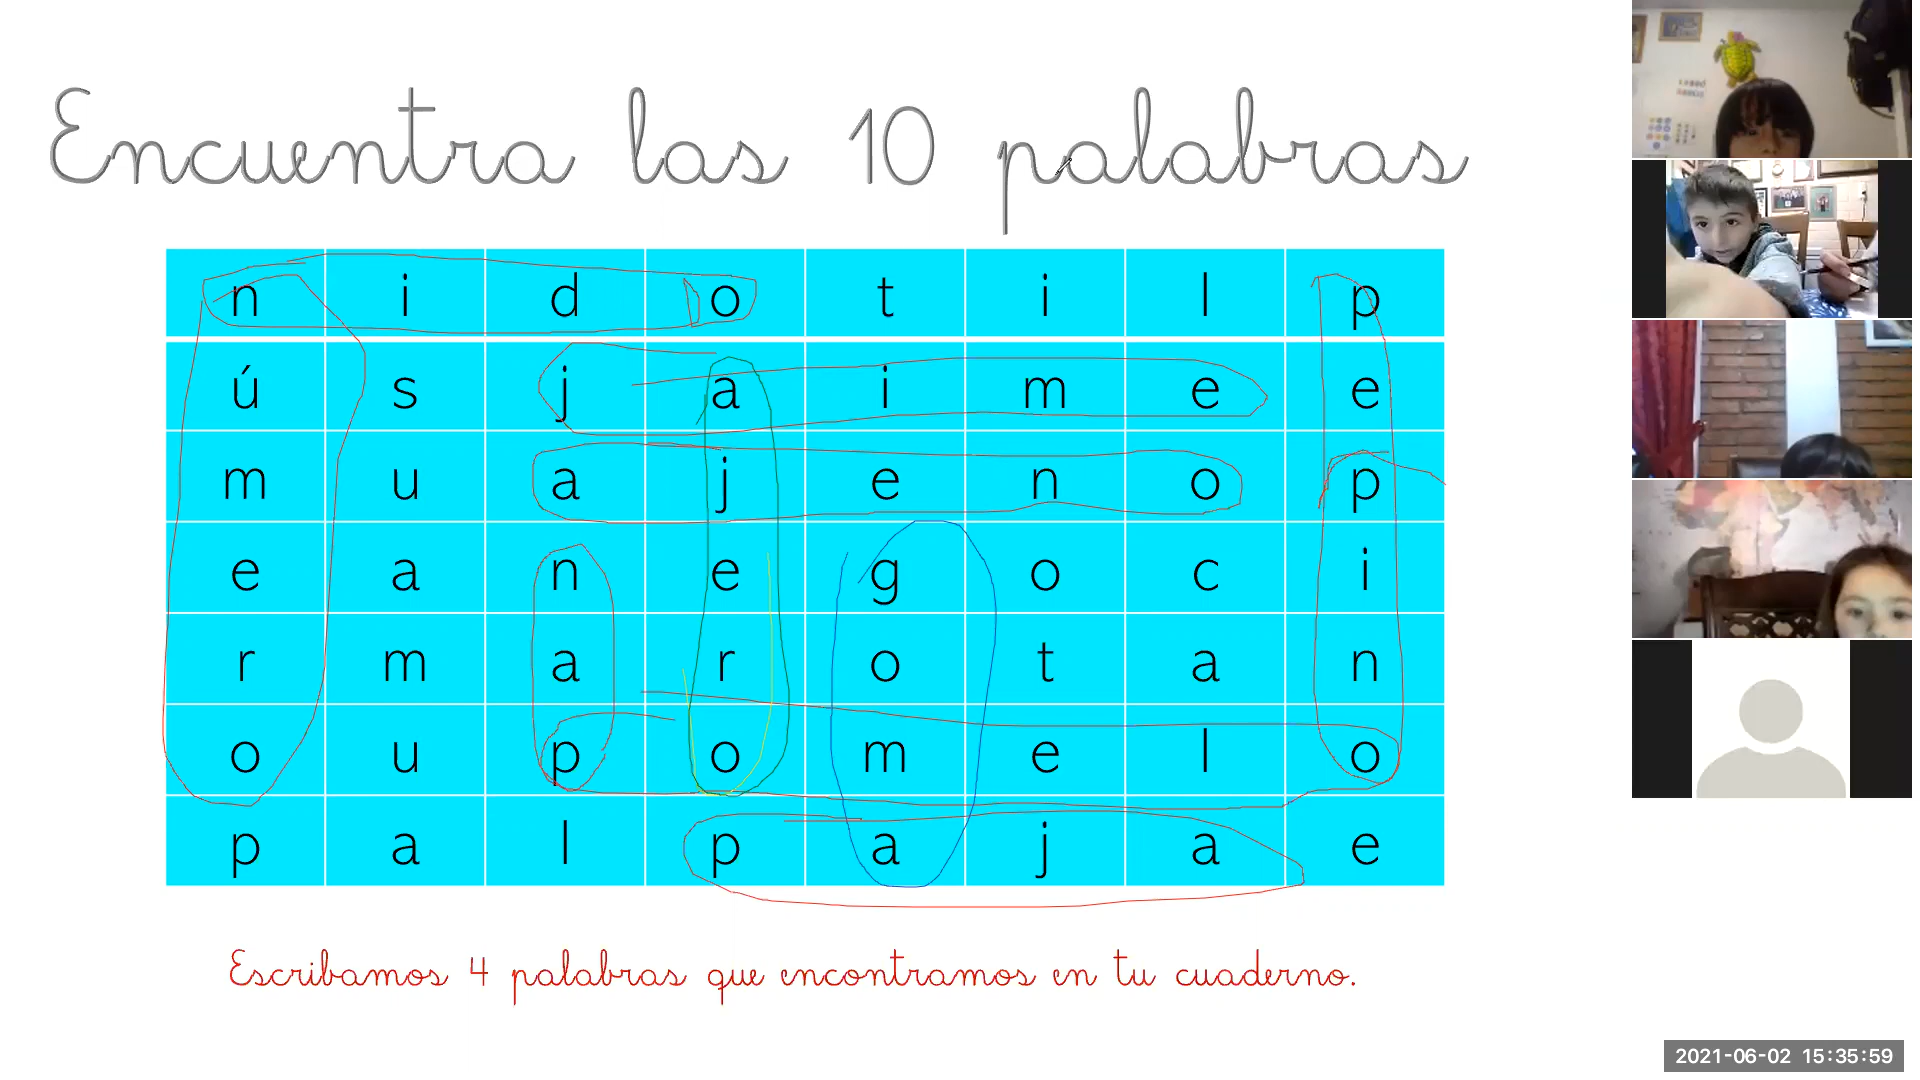 Encuentra las 10 palabras
n i d o t i l p
ú s j a i m e e
m u a j e n o p
e a n e g o c i
r m a r o t a n
o u p o m e l o
p a l p a j a e
Escribamos 4 palabras que encontramos en tu cuaderno.
2021-06-02 15:35:59